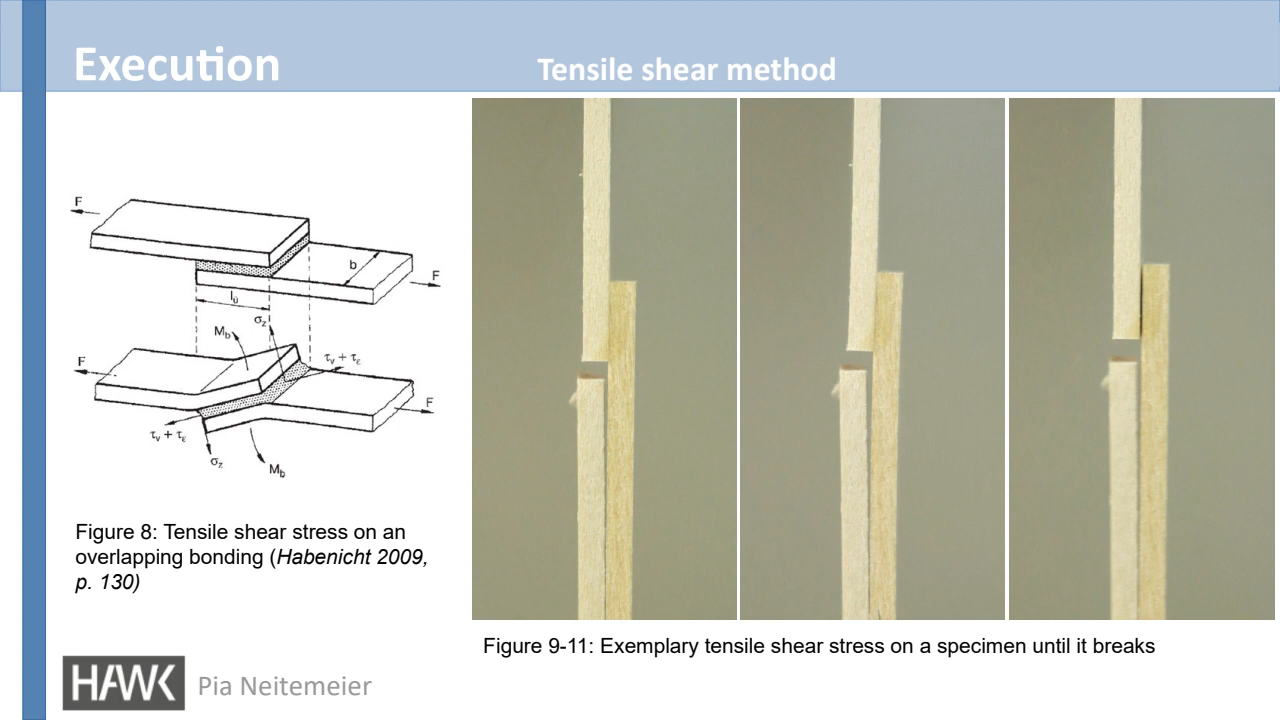 Execution
Tensile shear method
F
b
F
lü
σz
Mb
τv + τε
F
F
τv + τε
σz
Mb
Figure 8: Tensile shear stress on an
overlapping bonding (Habenicht 2009,
p. 130)
Figure 9-11: Exemplary tensile shear stress on a specimen until it breaks
HAWK
Pia Neitemeier